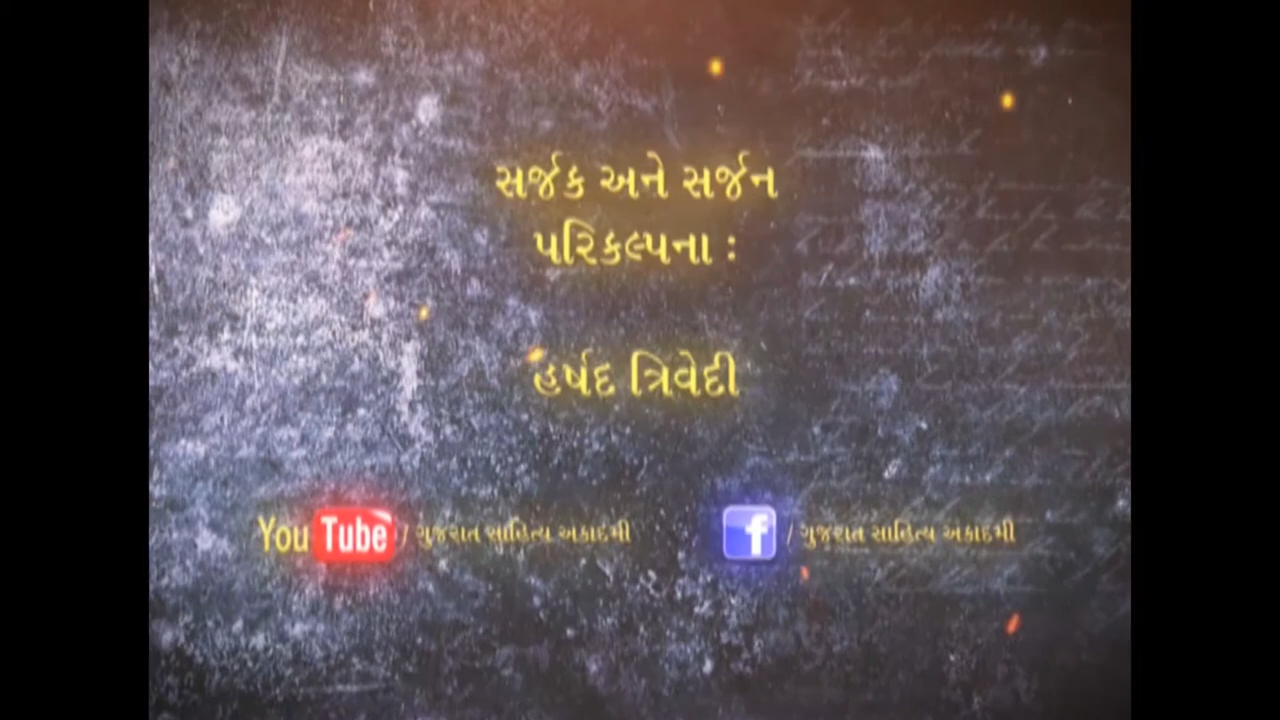 સર્જક અને સર્જન
પરિકલ્પના :
હર્ષદ ત્રિવેદી
YouTube / ગુજરાત સાહિત્ય અકાદમી
f / ગુજરાત સાહિત્ય અકાદમી